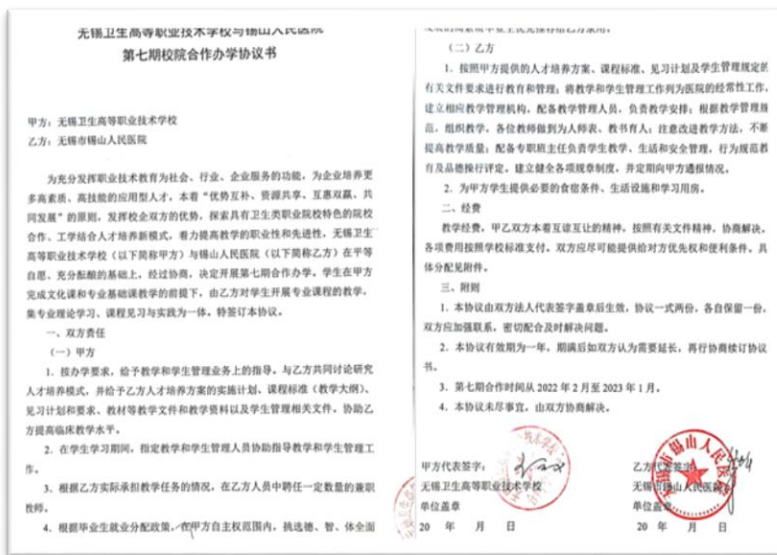 无锡卫生高等职业技术学校与锡山人民医院
第七期校院合作办学协议书
甲方：无锡卫生高等职业技术学校
乙方：无锡市锡山人民医院
为充分发挥职业技术教育为社会、行业、企业服务的功能，为企业培养更
多高素质、高技能的应用型人才。本着“优势互补、资源共享、互惠双赢、共
同发展”的原则，发挥校企双方的优势，探索具有卫生类职业院校特色的院校
合作、工学结合人才培养新模式，着力提高教学的职业性和先进性，无锡卫生
高等职业技术学校（以下简称甲方）与锡山人民医院（以下简称乙方）在平等
自愿、充分酝酿的基础上，经过协商，决定开展第七期合作办学。学生在甲方
完成文化课和专业基础课教学的前提下，由乙方对学生开展专业课程的教学，
集专业理论学习、课程见习与实践为一体。特签订本协议。
一、双方责任
（一）甲方
1．按办学要求，给予教学和学生管理业务上的指导。与乙方共同讨论研究
人才培养模式，并给予乙方人才培养方案的实施计划、课程标准（教学大纲）、
见习计划和要求、教材等教学文件和教学资料以及学生管理相关文件。协助乙
方提高临床教学水平。
2．在学生学习期间，指定教学和学生管理人员协助指导教学和学生管理工
作。
3．根据乙方实际承担教学任务的情况，在乙方人员中聘任一定数量的兼职
教师。
4．根据毕业生就业分配政策，在甲方自主权范围内，挑选德、智、体全面
（二）乙方
1．按照甲方提供的人才培养方案、课程标准、见习计划及学生管理规定的
有关文件要求进行教育和管理；将教学和学生管理工作列为医院的经常性工作，
建立相应教学管理机构，配备教学管理人员，负责教学安排；根据教学管理规
范，组织教学，各位教师做到为人师表、教书育人；注意改进教学方法，不断
提高教学质量；配备专职班主任负责学生教学、生活和安全管理，行为规范教
育及品德操行评定。建立健全各项规章制度，并定期向甲方通报情况。
2．为甲方学生提供必要的食宿条件、生活设施和学习用房。
二、经费
教学经费，甲乙双方本着互谅互让的精神，按照有关文件精神，协商解决。
各项费用按照学校标准支付。双方应尽可能提供给对方优先权和便利条件。具
体分配见附件。
三、附则
1．本协议由双方法人代表签字盖章后生效，协议一式两份，各自保留一份，
双方应加强联系，密切配合及时解决问题。
2．本协议有效期为一年，期满后如双方认为需要延长，再行协商续订协议
书。
3．第七期合作时间从 2022 年 2 月至 2023 年 1 月。
4．本协议未尽事宜，由双方协商解决。
甲方代表签字：
无锡卫生高等职业技术学校
单位盖章
20 年 月 日
乙方代表签字：
无锡市锡山人民医院
单位盖章
20 年 月 日